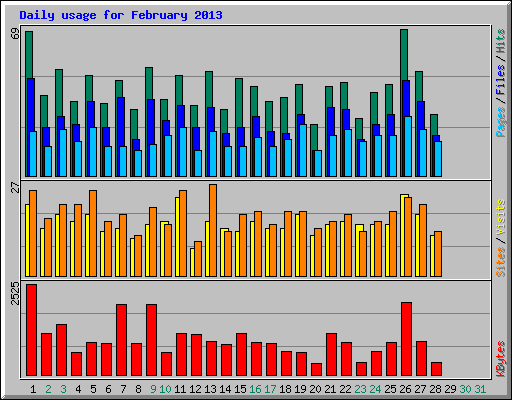 Daily usage for February 2013
69
Pages / Files / Hits
27
Sites / Visits
2525
KBytes
1 2 3 4 5 6 7 8 9 10 11 12 13 14 15 16 17 18 19 20 21 22 23 24 25 26 27 28 29 30 31